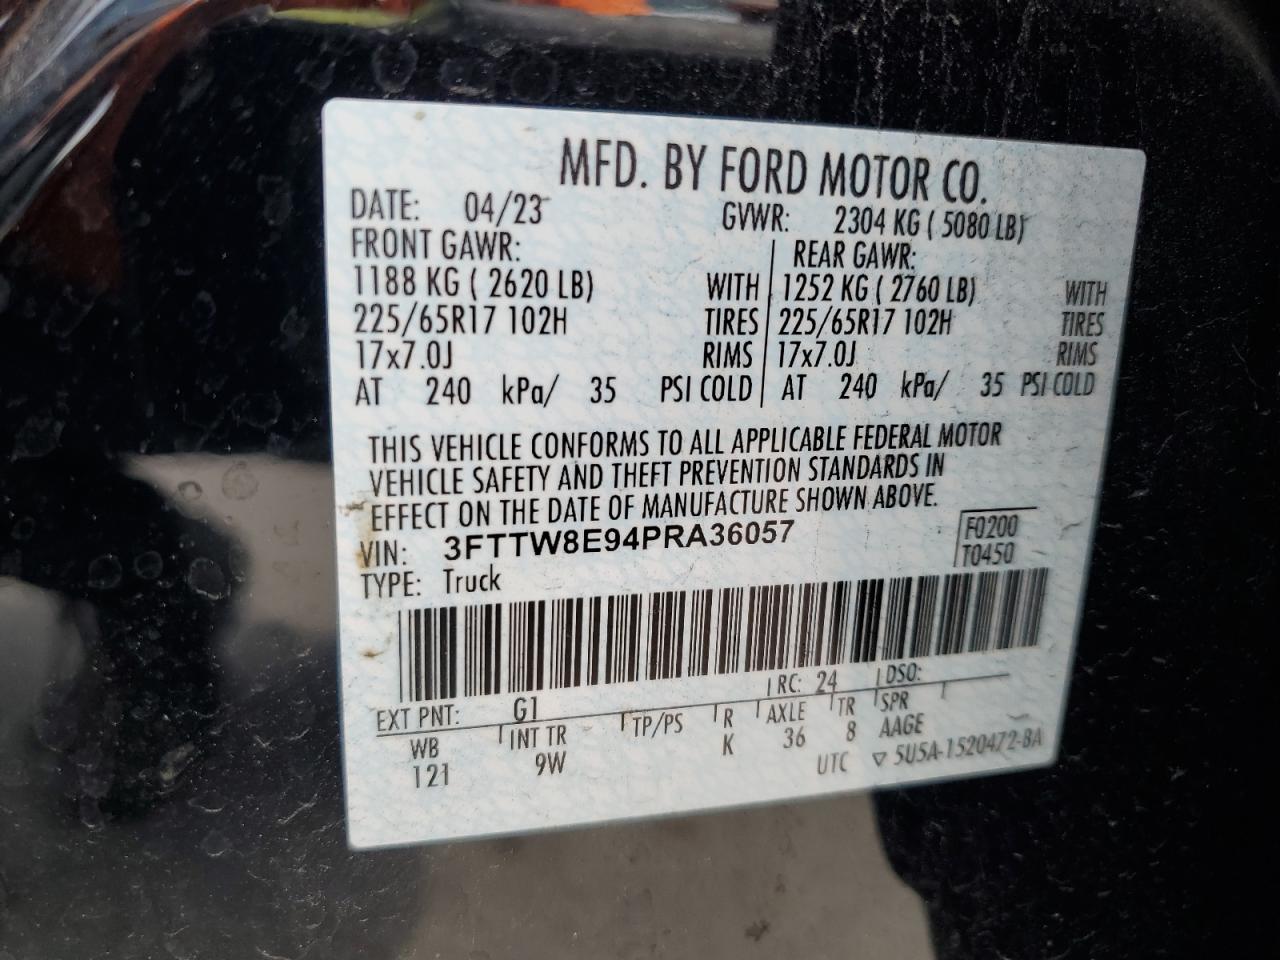 MFD. BY FORD MOTOR CO.
DATE: 04/23 GVWR: 2304 KG ( 5080 LB)
FRONT GAWR: REAR GAWR:
1188 KG ( 2620 LB) WITH 1252 KG ( 2760 LB) WITH
225/65R17 102H TIRES 225/65R17 102H TIRES
17x7.0J RIMS 17x7.0J RIMS
AT 240 kPa/ 35 PSI COLD AT 240 kPa/ 35 PSI COLD
THIS VEHICLE CONFORMS TO ALL APPLICABLE FEDERAL MOTOR
VEHICLE SAFETY AND THEFT PREVENTION STANDARDS IN
EFFECT ON THE DATE OF MANUFACTURE SHOWN ABOVE.
VIN: 3FTTW8E94PRA36057 F0200
TYPE: Truck T0450
EXT PNT: G1 RC: 24 DSO:
WB INT TR TP/PS R AXLE TR SPR
121 9W K 36 8 AAGE
UTC ▽ 5U5A-1520472-BA